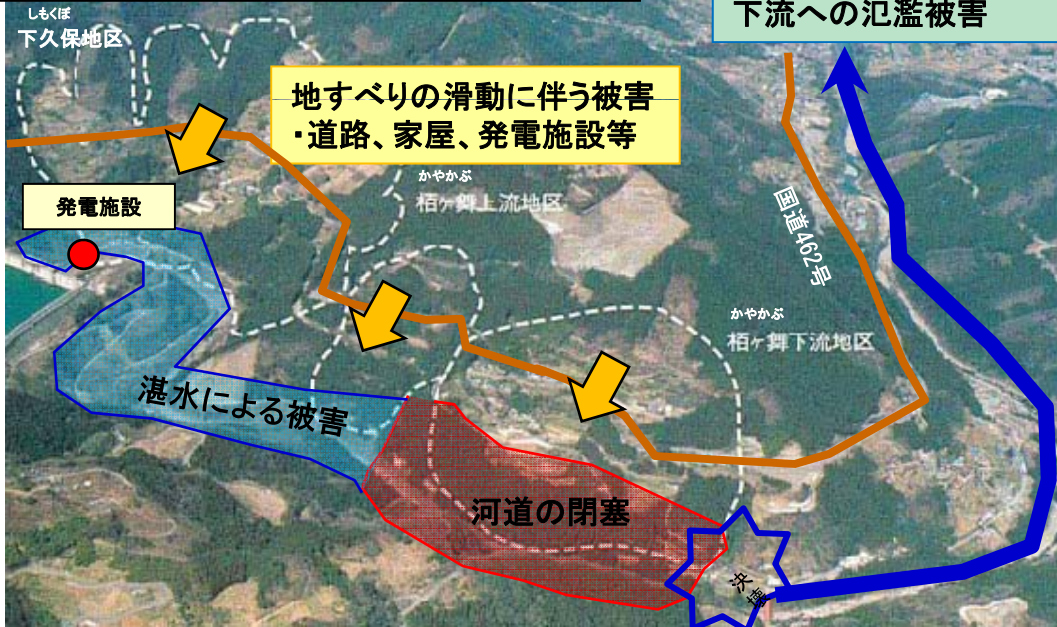 しもくぼ
下久保地区
下流への氾濫被害
地すべりの滑動に伴う被害
・道路、家屋、発電施設等
かやかぶ
栢ヶ舞上流地区
発電施設
国道462号
かやかぶ
栢ヶ舞下流地区
湛水による被害
河道の閉塞
決壊